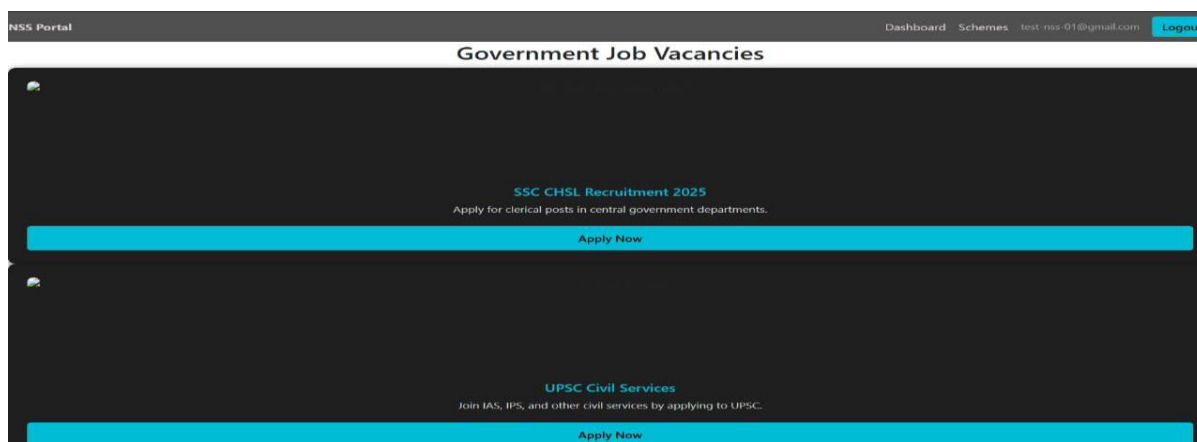 NSS Portal Dashboard Schemes test-nss-01@gmail.com Logou
Government Job Vacancies
SSC CHSL Recruitment 2025
Apply for clerical posts in central government departments.
Apply Now
UPSC Civil Services
Join IAS, IPS, and other civil services by applying to UPSC.
Apply Now